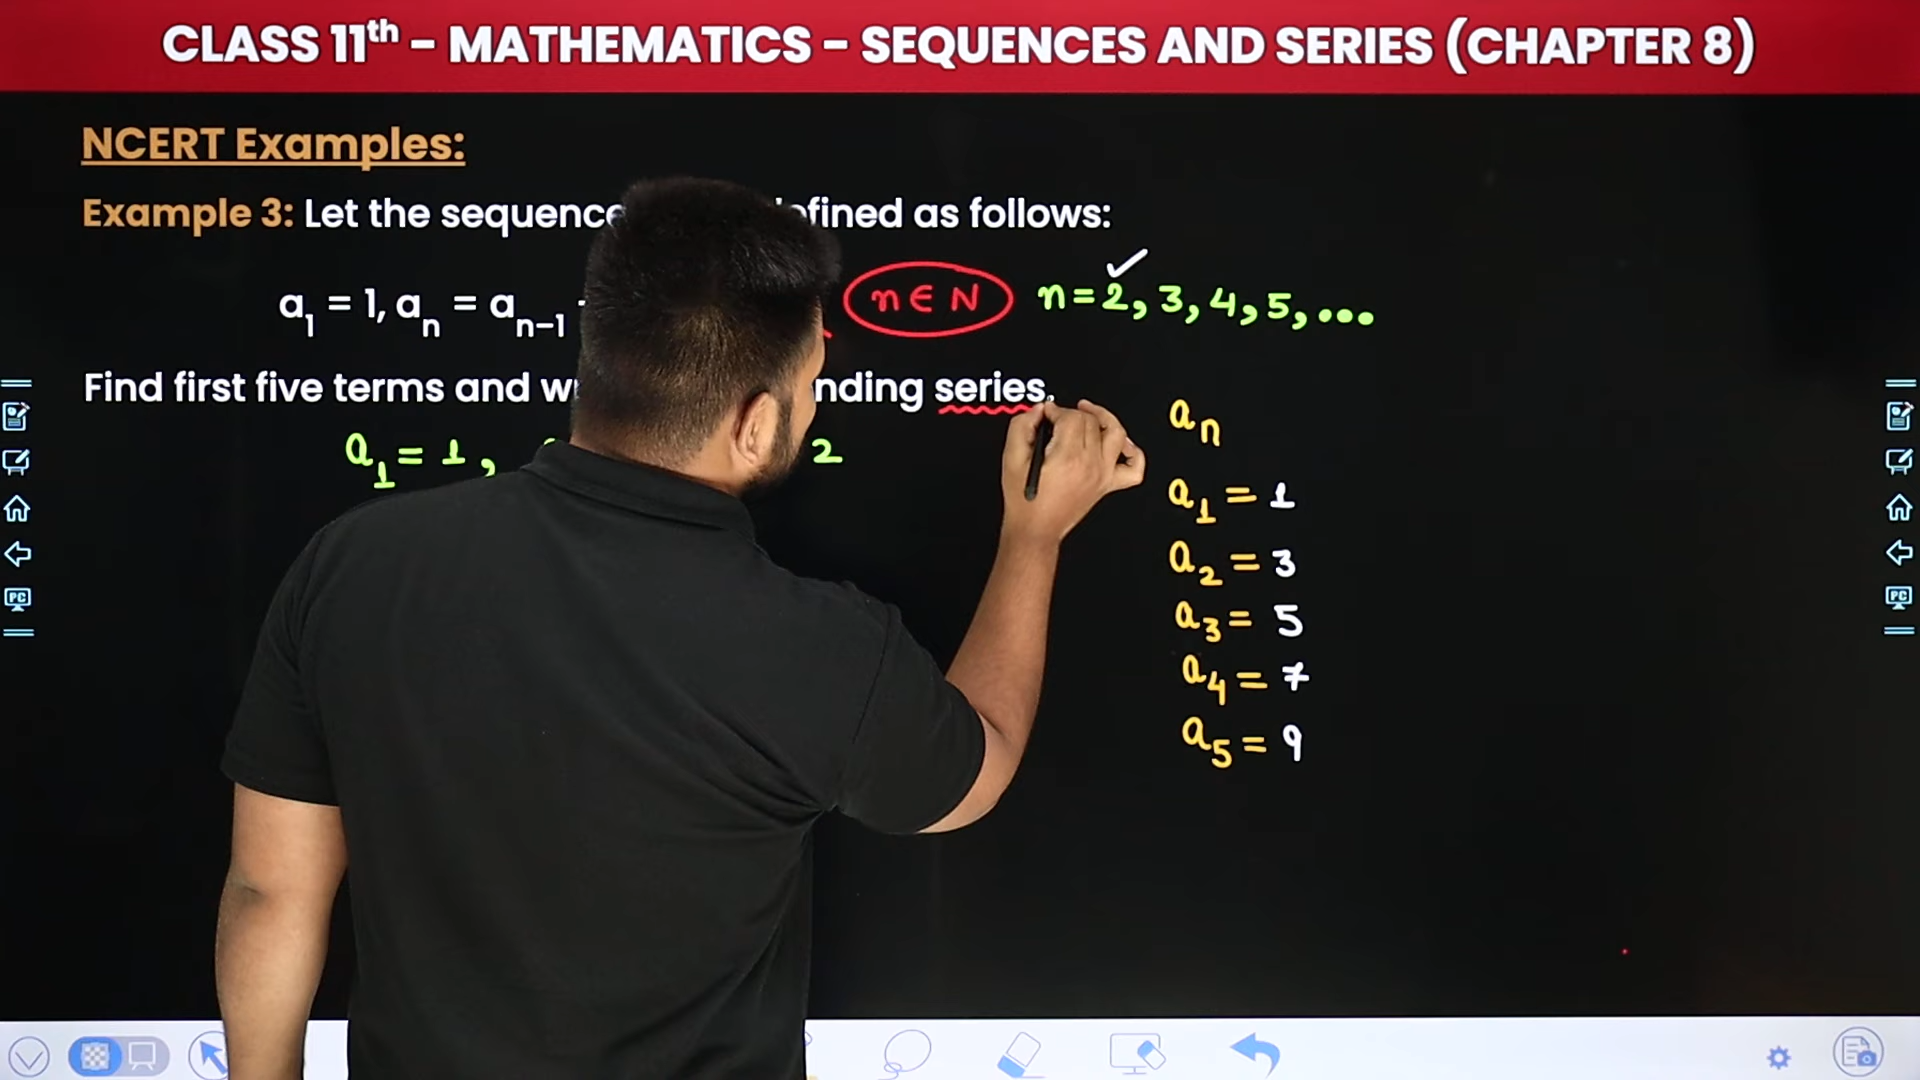 CLASS 11th - MATHEMATICS - SEQUENCES AND SERIES (CHAPTER 8)
NCERT Examples:
Example 3: Let the sequence as follows:
a1 = 1, an = an-1 n ∈ N n = 2, 3, 4, 5, ...
Find first five terms and series.
a1 = 1, 2
an
a1 = 1
a2 = 3
a3 = 5
a4 = 7
a5 = 9
PC PC